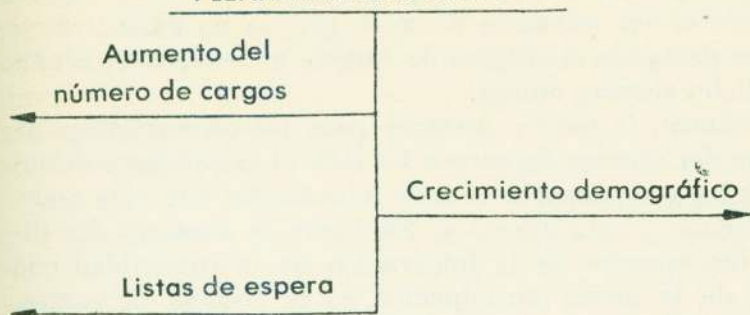 Aumento del
número de cargos
Crecimiento demográfico
Listas de espera